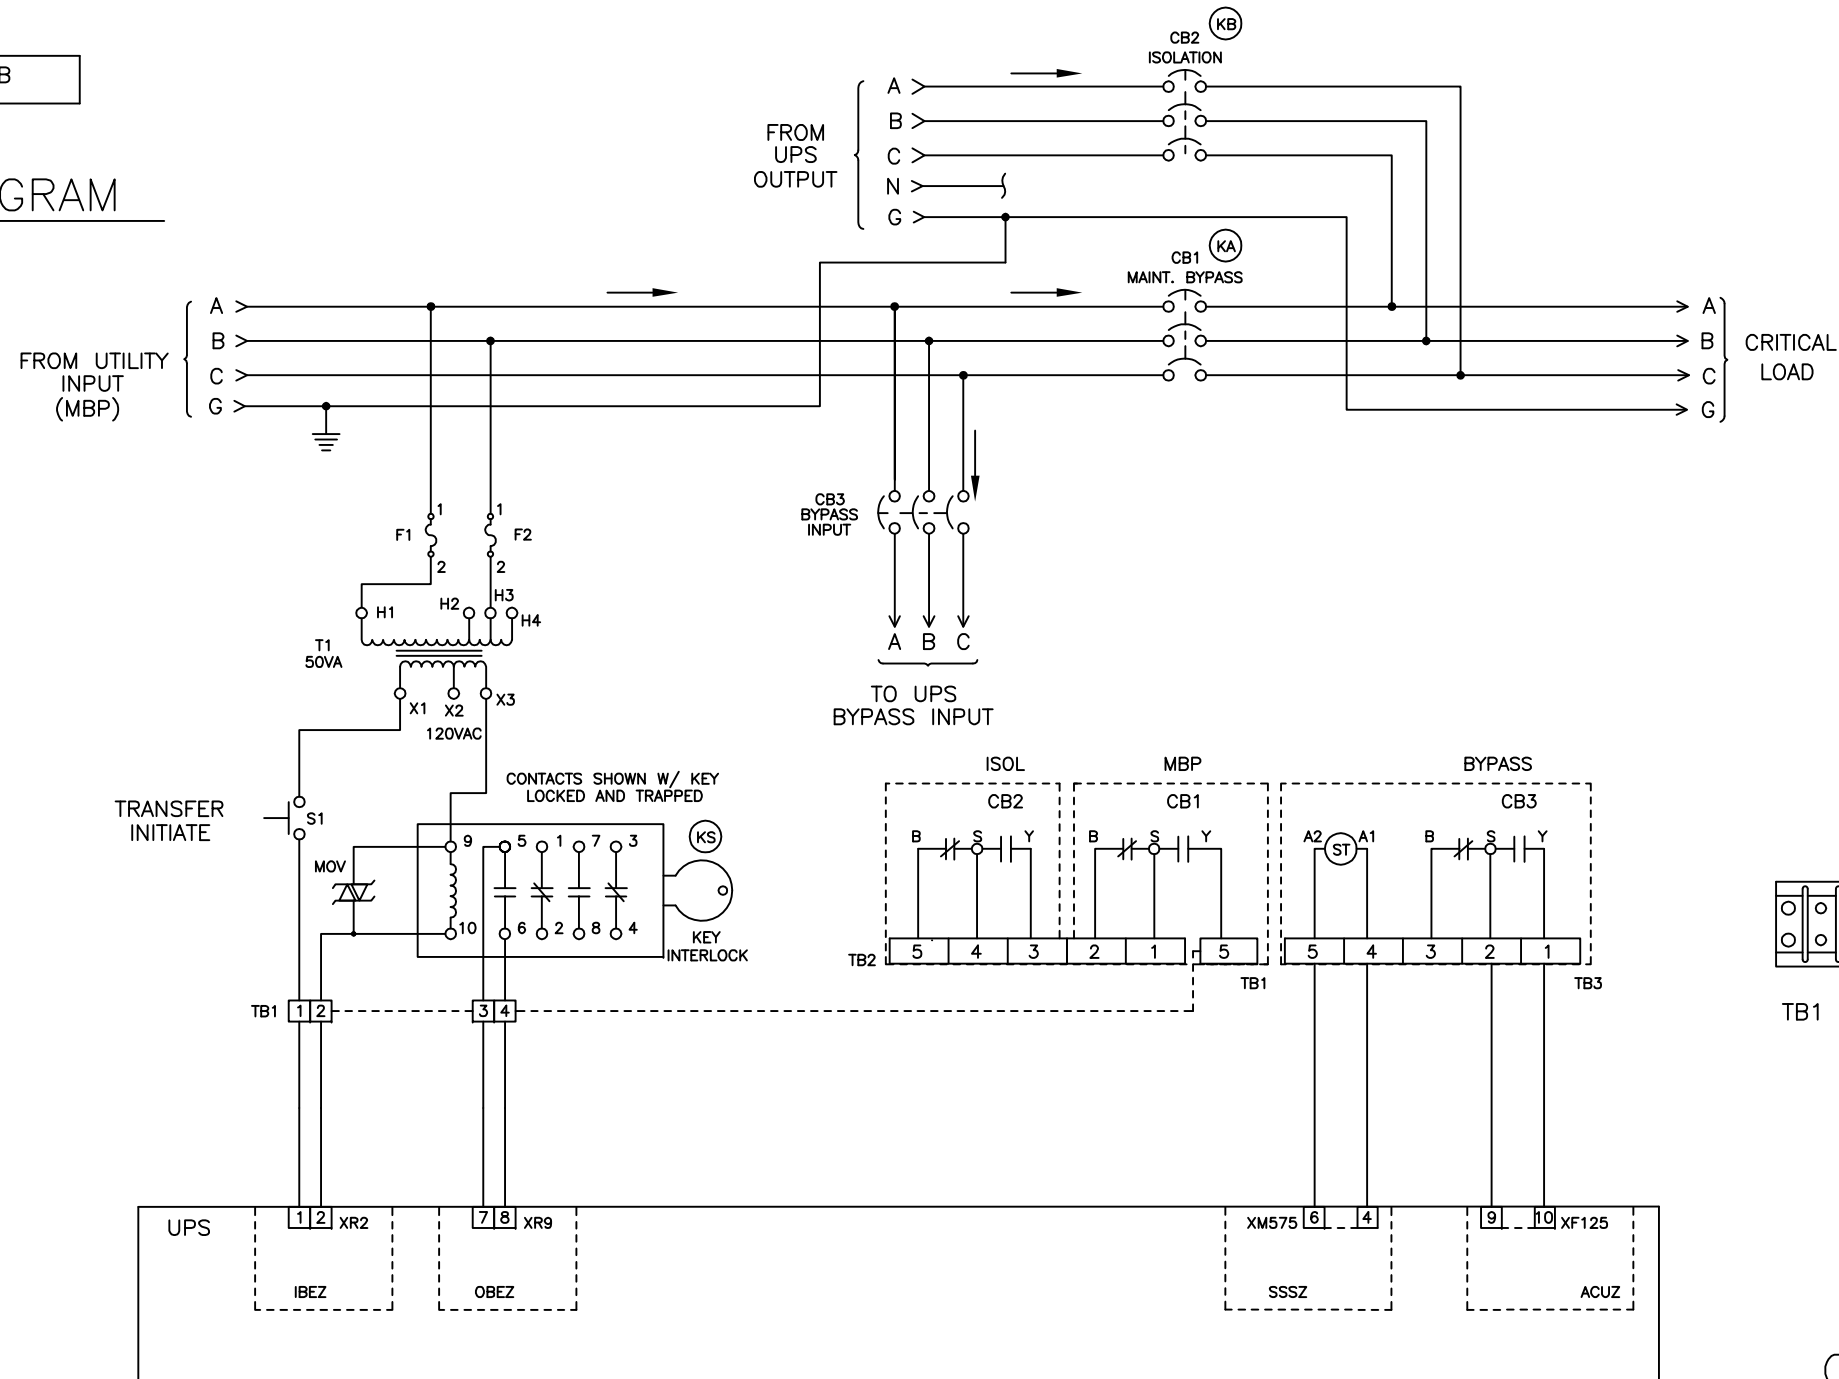 B
GRAM
CB2
KB
ISOLATION
FROM
UPS
OUTPUT
A
B
C
N
G
CB1
KA
MAINT. BYPASS
FROM UTILITY
INPUT
(MBP)
A
B
C
G
A
B
C
G
CRITICAL
LOAD
CB3
BYPASS
INPUT
A B C
TO UPS
BYPASS INPUT
1
1
F1
F2
2
2
H1
H2
H3
H4
T1
50VA
X1
X2
X3
120VAC
TRANSFER
INITIATE
S1
MOV
CONTACTS SHOWN W/ KEY
LOCKED AND TRAPPED
9 5 1 7 3
10 6 2 8 4
KS
KEY
INTERLOCK
ISOL
MBP
BYPASS
CB2
CB1
CB3
B S Y
B S Y
A2 ST A1
B S Y
TB2
5 4 3 2 1
5
TB1
5 4 3 2 1
TB3
TB1
1 2
3 4
TB1
UPS
1 2 XR2
7 8 XR9
XM575 6 4
9 10 XF125
IBEZ
OBEZ
SSSZ
ACUZ